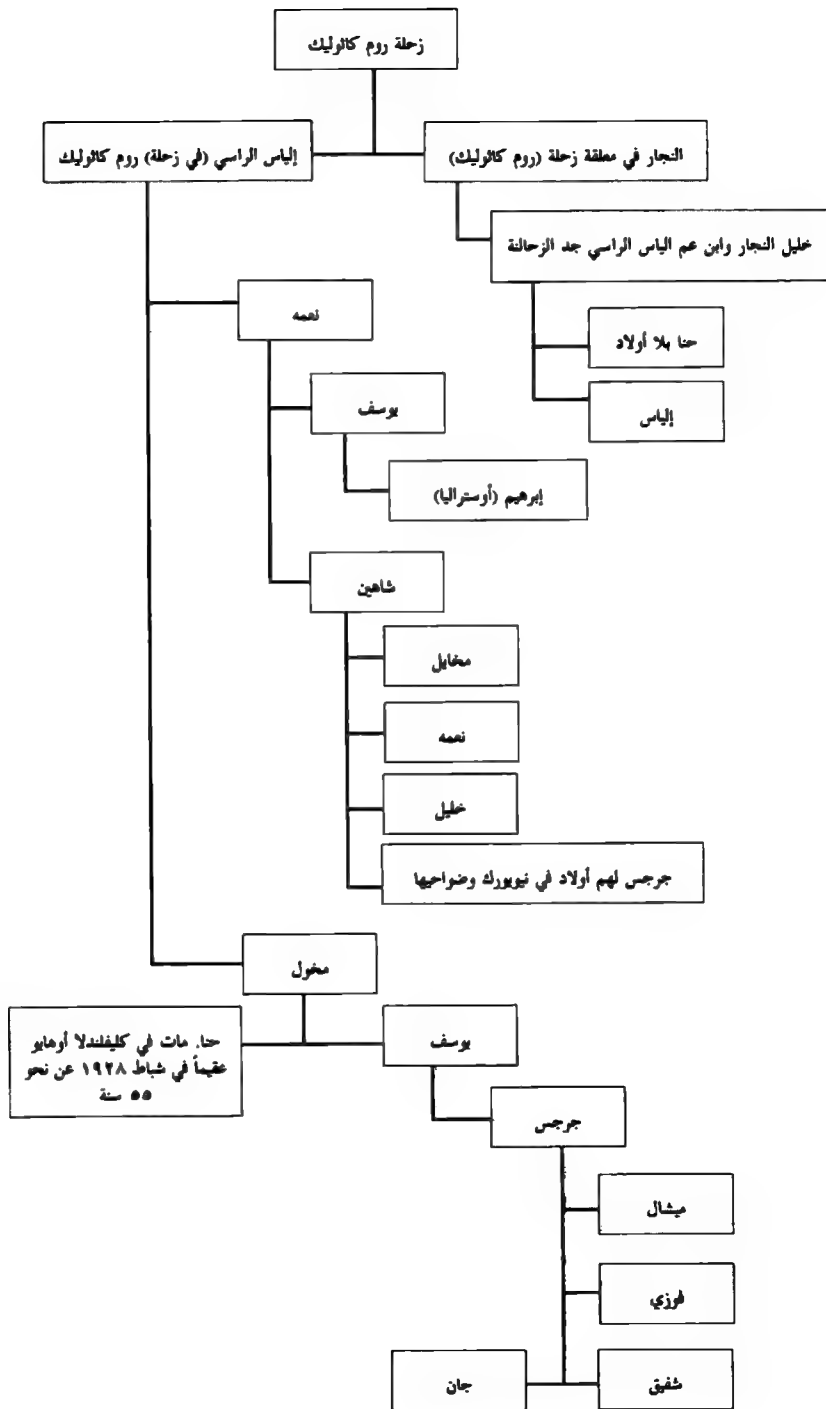 زحلة روم كاثوليك
النجار في معلقة زحلة (روم كاثوليك)
إلياس الراسي (في زحلة) روم كاثوليك
خليل النجار وابن عم الياس الراسي جد الزحالنة
نعمه
حنا بلا أولاد
يوسف
إلياس
إبرهيم (أوستراليا)
شاهين
مخايل
نعمه
خليل
جرجس لهم أولاد في نيويورك وضواحيها
مخول
يوسف
حنا. مات في كليفلندلا أوهايو
عقيماً في شباط ١٩٢٨ عن نحو
٥٥ سنة
جرجس
ميشال
فوزي
شفيق
جان